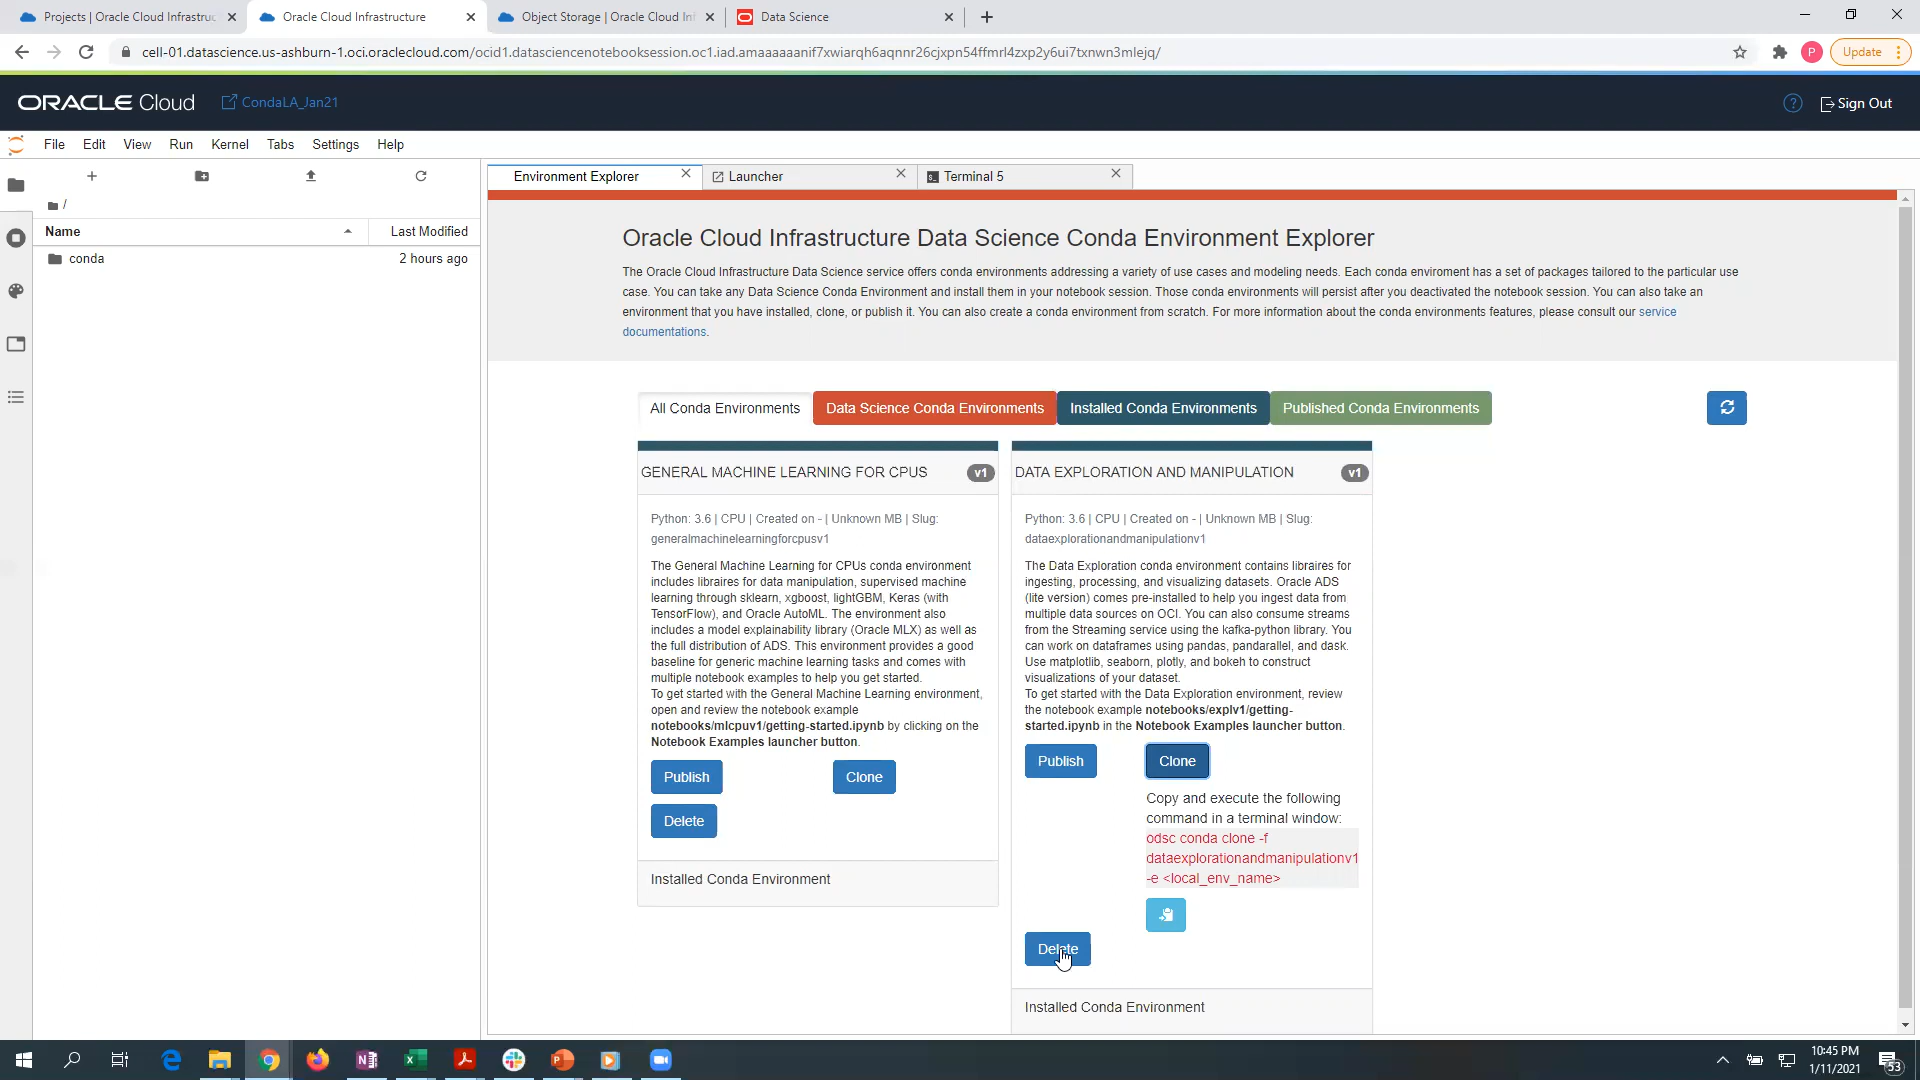 Projects | Oracle Cloud Infrastruc
Oracle Cloud Infrastructure
Object Storage | Oracle Cloud Inf
Data Science
cell-01.datascience.us-ashburn-1.oci.oraclecloud.com/ocid1.datasciencenotebooksession.oc1.iad.amaaaaaanif7xwiarqh6aqnnr26cjxpn54ffmrl4zxp2y6ui7txnwn3mlejq/
P
Update
ORACLE Cloud
CondaLA_Jan21
?
Sign Out
File Edit View Run Kernel Tabs Settings Help
Environment Explorer
Launcher
Terminal 5
/
Name
Last Modified
conda
2 hours ago
Oracle Cloud Infrastructure Data Science Conda Environment Explorer
The Oracle Cloud Infrastructure Data Science service offers conda environments addressing a variety of use cases and modeling needs. Each conda enviroment has a set of packages tailored to the particular use
case. You can take any Data Science Conda Environment and install them in your notebook session. Those conda environments will persist after you deactivated the notebook session. You can also take an
environment that you have installed, clone, or publish it. You can also create a conda environment from scratch. For more information about the conda environments features, please consult our service
documentations.
All Conda Environments
Data Science Conda Environments
Installed Conda Environments
Published Conda Environments
GENERAL MACHINE LEARNING FOR CPUS
v1
Python: 3.6 | CPU | Created on - | Unknown MB | Slug:
generalmachinelearningforcpusv1
The General Machine Learning for CPUs conda environment
includes libraires for data manipulation, supervised machine
learning through sklearn, xgboost, lightGBM, Keras (with
TensorFlow), and Oracle AutoML. The environment also
includes a model explainability library (Oracle MLX) as well as
the full distribution of ADS. This environment provides a good
baseline for generic machine learning tasks and comes with
multiple notebook examples to help you get started.
To get started with the General Machine Learning environment,
open and review the notebook example
notebooks/mlcpuv1/getting-started.ipynb by clicking on the
Notebook Examples launcher button.
Publish
Clone
Delete
Installed Conda Environment
DATA EXPLORATION AND MANIPULATION
v1
Python: 3.6 | CPU | Created on - | Unknown MB | Slug:
dataexplorationandmanipulationv1
The Data Exploration conda environment contains libraires for
ingesting, processing, and visualizing datasets. Oracle ADS
(lite version) comes pre-installed to help you ingest data from
multiple data sources on OCI. You can also consume streams
from the Streaming service using the kafka-python library. You
can work on dataframes using pandas, pandarallel, and dask.
Use matplotlib, seaborn, plotly, and bokeh to construct
visualizations of your dataset.
To get started with the Data Exploration environment, review
the notebook example notebooks/explv1/getting-
started.ipynb in the Notebook Examples launcher button.
Publish
Clone
Copy and execute the following
command in a terminal window:
odsc conda clone -f
dataexplorationandmanipulationv1
-e <local_env_name>
Delete
Installed Conda Environment
10:45 PM
1/11/2021
53